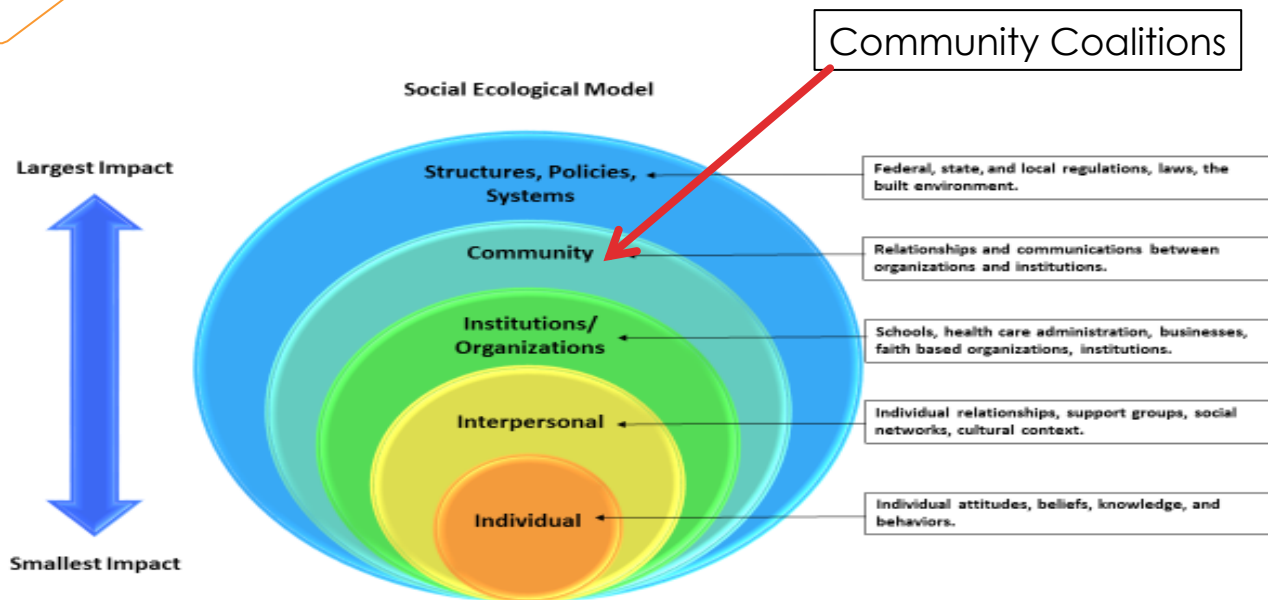 Community Coalitions
Social Ecological Model
Largest Impact
Structures, Policies,
Systems
Federal, state, and local regulations, laws, the
built environment.
Community
Relationships and communications between
organizations and institutions.
Institutions/
Organizations
Schools, health care administration, businesses,
faith based organizations, institutions.
Interpersonal
Individual relationships, support groups, social
networks, cultural context.
Individual
Individual attitudes, beliefs, knowledge, and
behaviors.
Smallest Impact